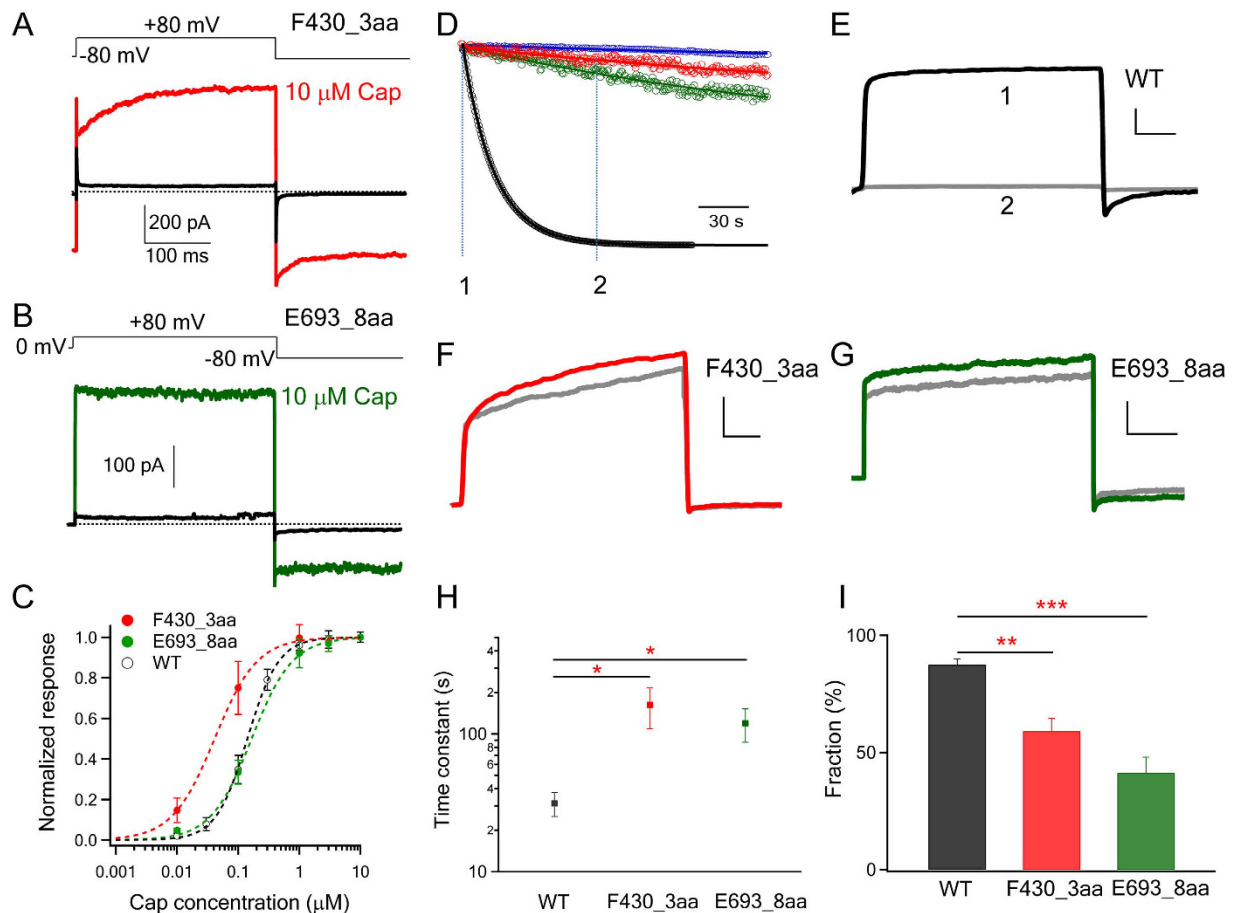 A
+80 mV
F430_3aa
-80 mV
10 μM Cap
200 pA
100 ms
B
+80 mV
E693_8aa
0 mV
-80 mV
10 μM Cap
100 pA
C
F430_3aa
E693_8aa
WT
Normalized response
1.0
0.8
0.6
0.4
0.2
0.0
0.001
0.01
0.1
1
10
Cap concentration (μM)
D
30 s
1
2
E
1
WT
2
F
F430_3aa
G
E693_8aa
H
*
*
Time constant (s)
4
2
100
8
6
4
2
10
WT
F430_3aa
E693_8aa
I
***
**
Fraction (%)
100
50
0
WT
F430_3aa
E693_8aa